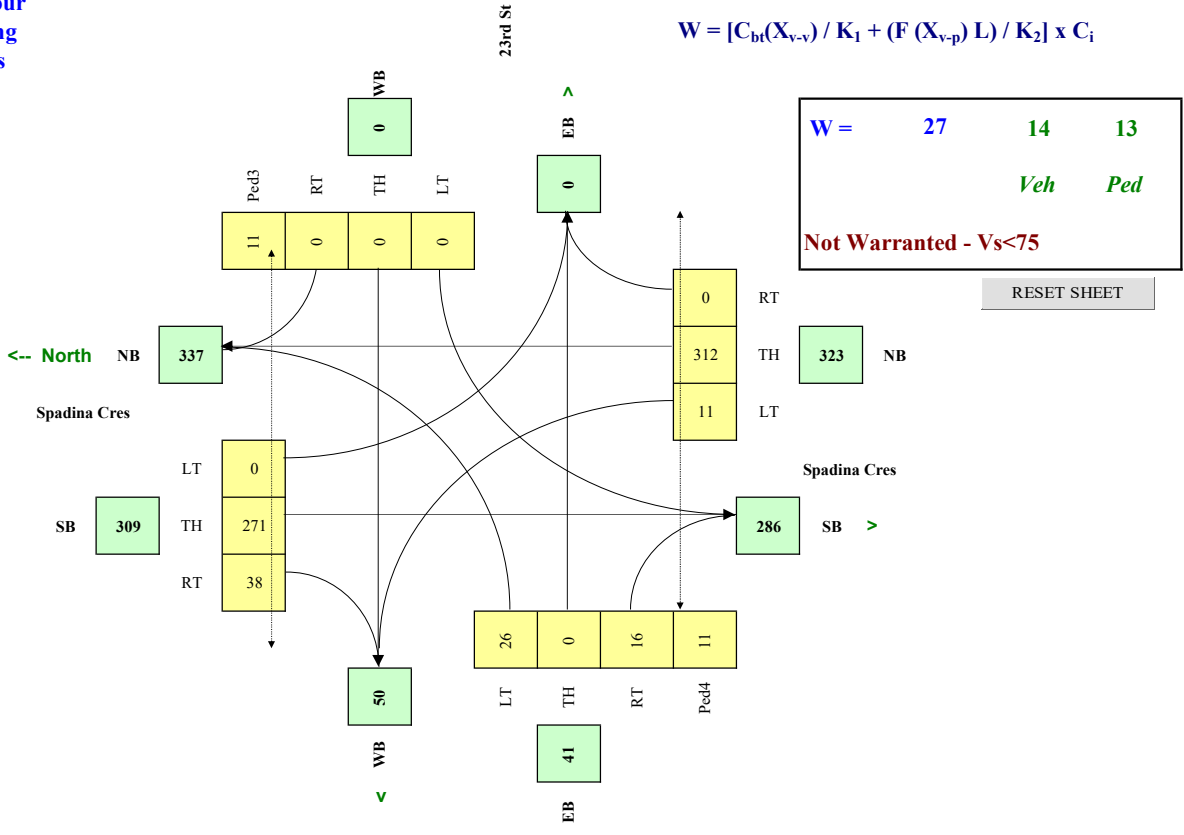 our
ng
s
23rd St
W = [Cbt(Xv-v) / K1 + (F (Xv-p) L) / K2] x Ci
WB
0
^
EB
0
W = 27 14 13
Veh Ped
Not Warranted - Vs<75
RESET SHEET
Ped3 RT TH LT
11 0 0 0
0 RT
312 TH 323 NB
11 LT
<-- North NB 337
Spadina Cres
LT 0
SB 309 TH 271
RT 38
Spadina Cres
286 SB >
26 0 16 11
LT TH RT Ped4
50
WB
v
41
EB